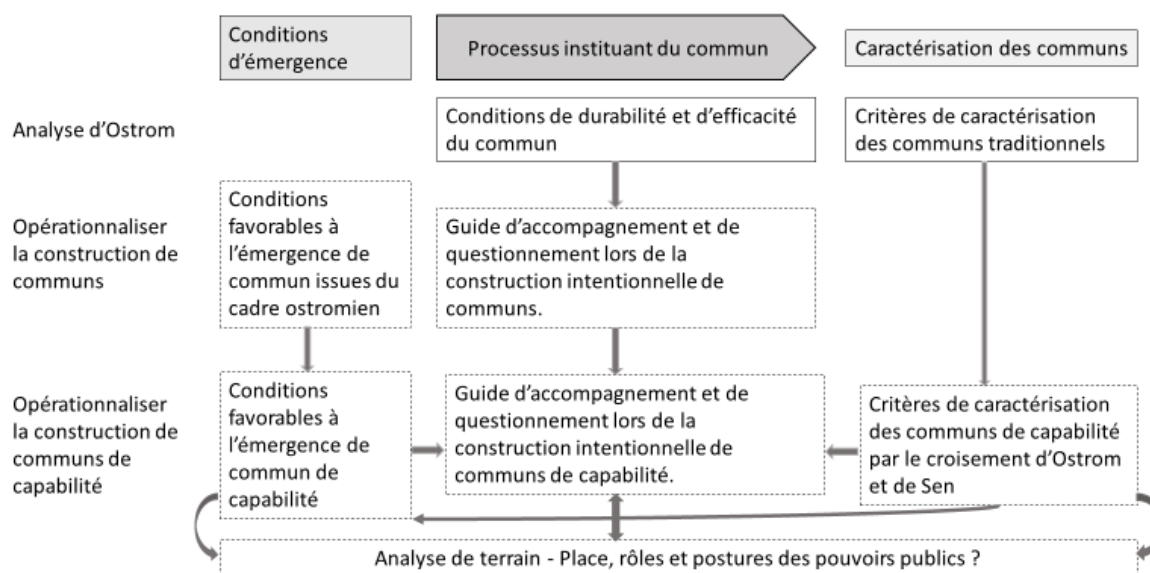 Conditions
d'émergence
Processus instituant du commun
Caractérisation des communs
Analyse d'Ostrom
Conditions de durabilité et d'efficacité
du commun
Critères de caractérisation
des communs traditionnels
Opérationnaliser
la construction de
communs
Conditions
favorables à
l'émergence de
commun issues du
cadre ostromien
Guide d'accompagnement et de
questionnement lors de la
construction intentionnelle de
communs.
Opérationnaliser
la construction de
communs de
capabilité
Conditions
favorables à
l'émergence de
commun de
capabilité
Guide d'accompagnement et de
questionnement lors de la
construction intentionnelle de
communs de capabilité.
Critères de caractérisation
des communs de capabilité
par le croisement d'Ostrom
et de Sen
Analyse de terrain - Place, rôles et postures des pouvoirs publics ?